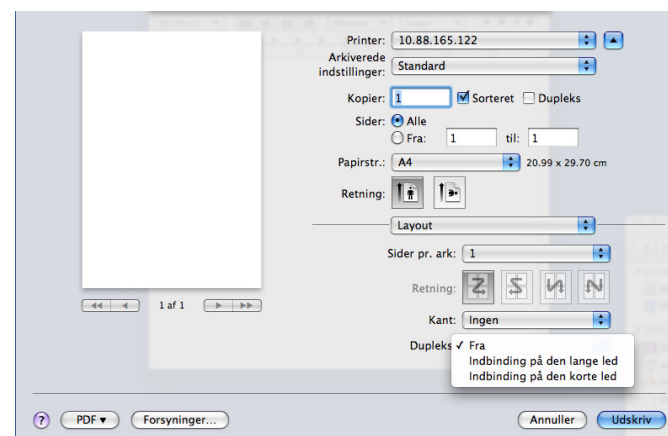 Printer: 10.88.165.122
Arkiverede indstillinger: Standard
Kopier: 1 Sorteret Dupleks
Sider: Alle
Fra: 1 til: 1
Papirstr.: A4 20.99 x 29.70 cm
Retning:
Layout
Sider pr. ark: 1
Retning:
1 af 1
Kant: Ingen
Dupleks ✓ Fra
Indbinding på den lange led
Indbinding på den korte led
? PDF ▾ Forsyninger... Annuller Udskriv